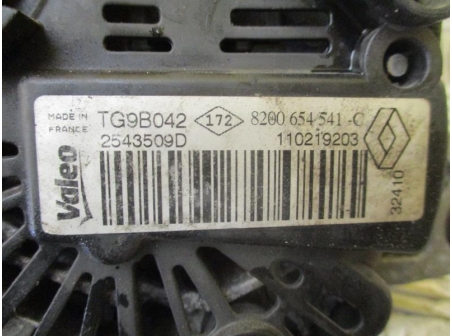 MADE IN
FRANCE
TG9B042 172 8200 654 541 -C
2543509D 110219203
Valeo
32410